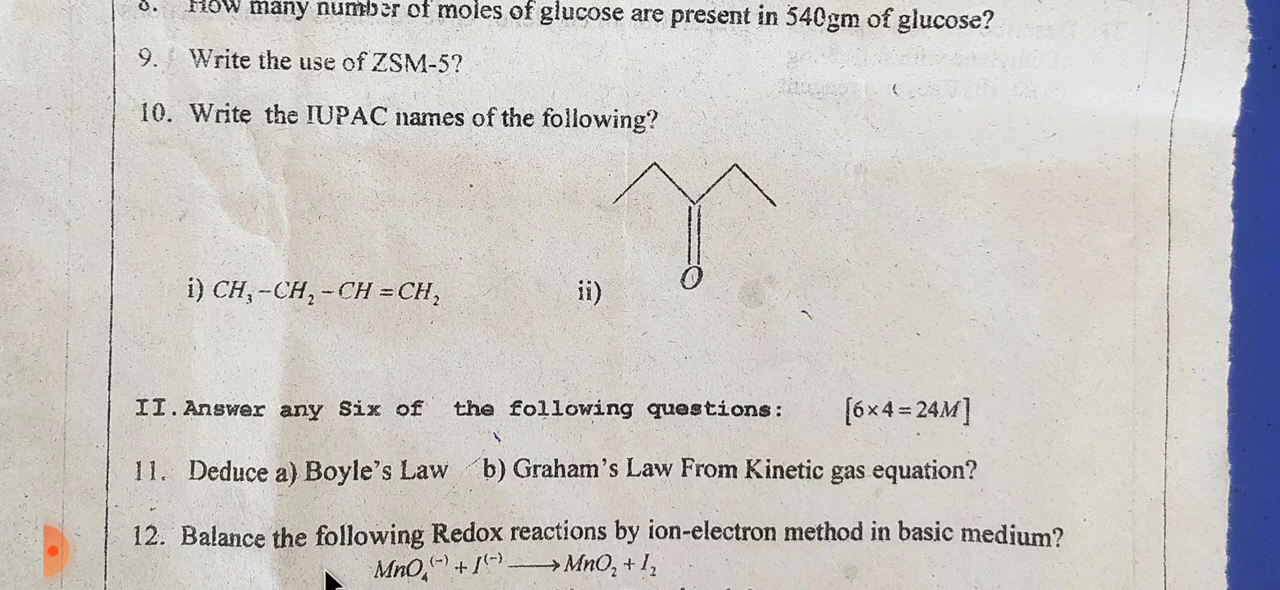 8. How many number of moles of glucose are present in 540gm of glucose?
9. Write the use of ZSM-5?
10. Write the IUPAC names of the following?
O
i) CH₃−CH₂−CH=CH₂ ii)
II. Answer any Six of the following questions: [6×4=24M]
11. Deduce a) Boyle's Law b) Graham's Law From Kinetic gas equation?
12. Balance the following Redox reactions by ion-electron method in basic medium?
MnO₄⁽⁻⁾ + I⁽⁻⁾ ⟶ MnO₂ + I₂